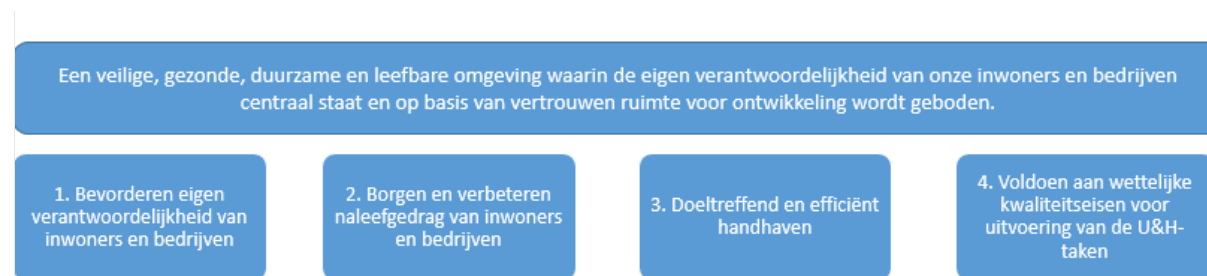 Een veilige, gezonde, duurzame en leefbare omgeving waarin de eigen verantwoordelijkheid van onze inwoners en bedrijven
centraal staat en op basis van vertrouwen ruimte voor ontwikkeling wordt geboden.
1. Bevorderen eigen
verantwoordelijkheid van
inwoners en bedrijven
2. Borgen en verbeteren
naleefgedrag van inwoners
en bedrijven
3. Doeltreffend en efficiënt
handhaven
4. Voldoen aan wettelijke
kwaliteitseisen voor
uitvoering van de U&H-
taken